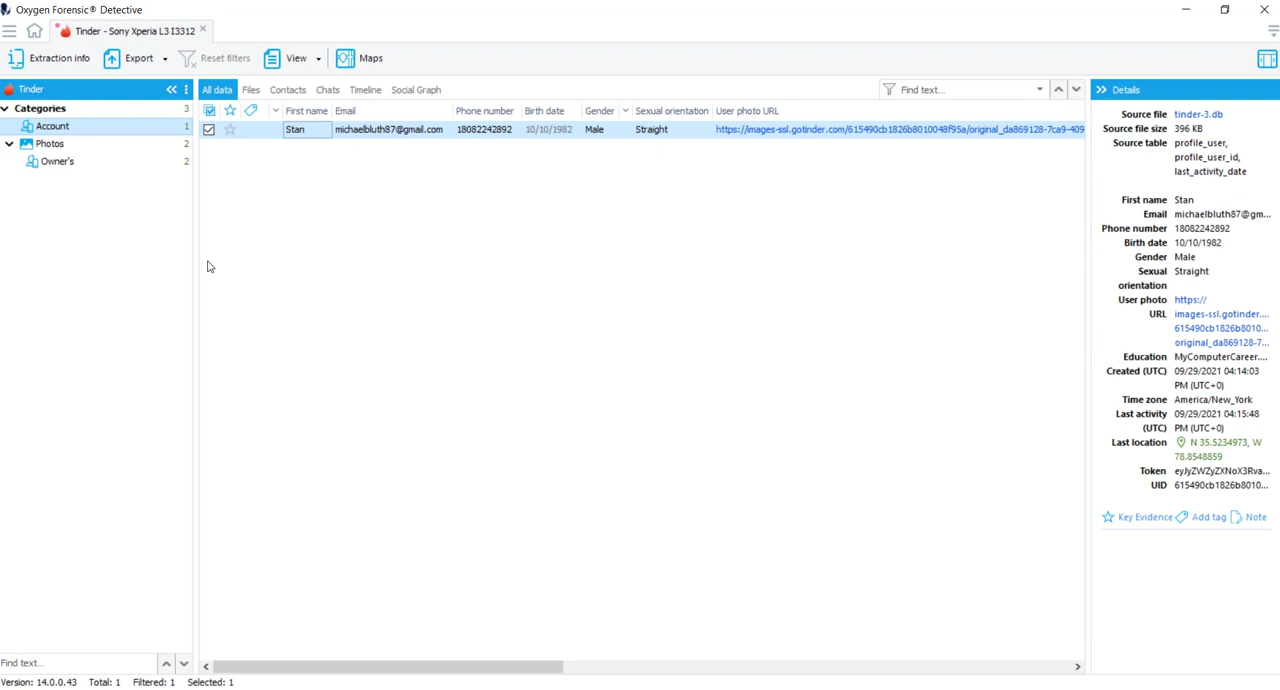 Oxygen Forensic® Detective
Tinder - Sony Xperia L3 I3312
Extraction info Export Reset filters View Maps
Tinder
Categories 3
Account 1
Photos 2
Owner's 2
Find text...
All data Files Contacts Chats Timeline Social Graph Find text...
First name Email Phone number Birth date Gender Sexual orientation User photo URL
Stan michaelbluth87@gmail.com 18082242892 10/10/1982 Male Straight https://images-ssl.gotinder.com/615490cb1826b8010048f95a/original_da869128-7ca9-409
Details
Source file tinder-3.db
Source file size 396 KB
Source table profile_user,
profile_user_id,
last_activity_date
First name Stan
Email michaelbluth87@gm...
Phone number 18082242892
Birth date 10/10/1982
Gender Male
Sexual Straight
orientation
User photo https://
URL images-ssl.gotinder....
615490cb1826b8010...
original_da869128-7...
Education MyComputerCareer....
Created (UTC) 09/29/2021 04:14:03
PM (UTC+0)
Time zone America/New_York
Last activity 09/29/2021 04:15:48
(UTC) PM (UTC+0)
Last location N 35.5234973, W
78.8548859
Token eyJyZWZyZXNoX3Rva...
UID 615490cb1826b8010...
Key Evidence Add tag Note
Version: 14.0.0.43 Total: 1 Filtered: 1 Selected: 1